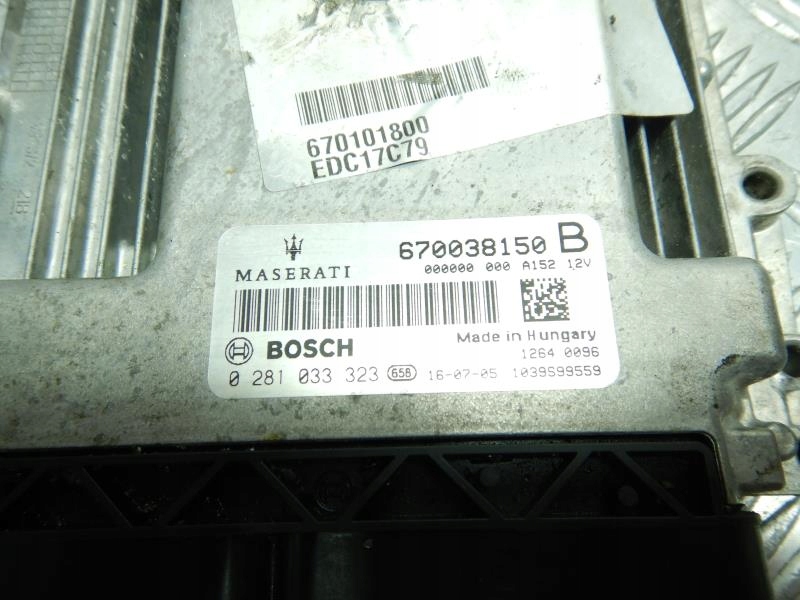 670101800
EDC17C79
MASERATI
670038150 B
000000 000 A152 12V
Made in Hungary
BOSCH
1264 0096
0 281 033 323 658 16-07-05 1039S99559